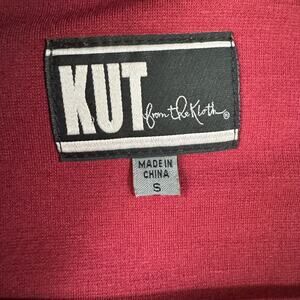 KUT from the Kloth®
MADE IN
CHINA
S